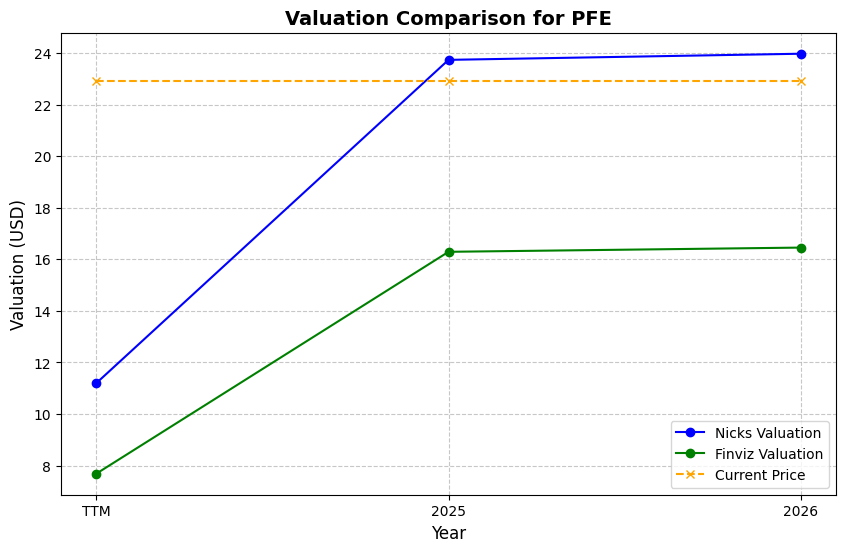 Valuation Comparison for PFE
Valuation (USD)
24
22
20
18
16
14
12
10
8
TTM
2025
2026
Year
Nicks Valuation
Finviz Valuation
Current Price